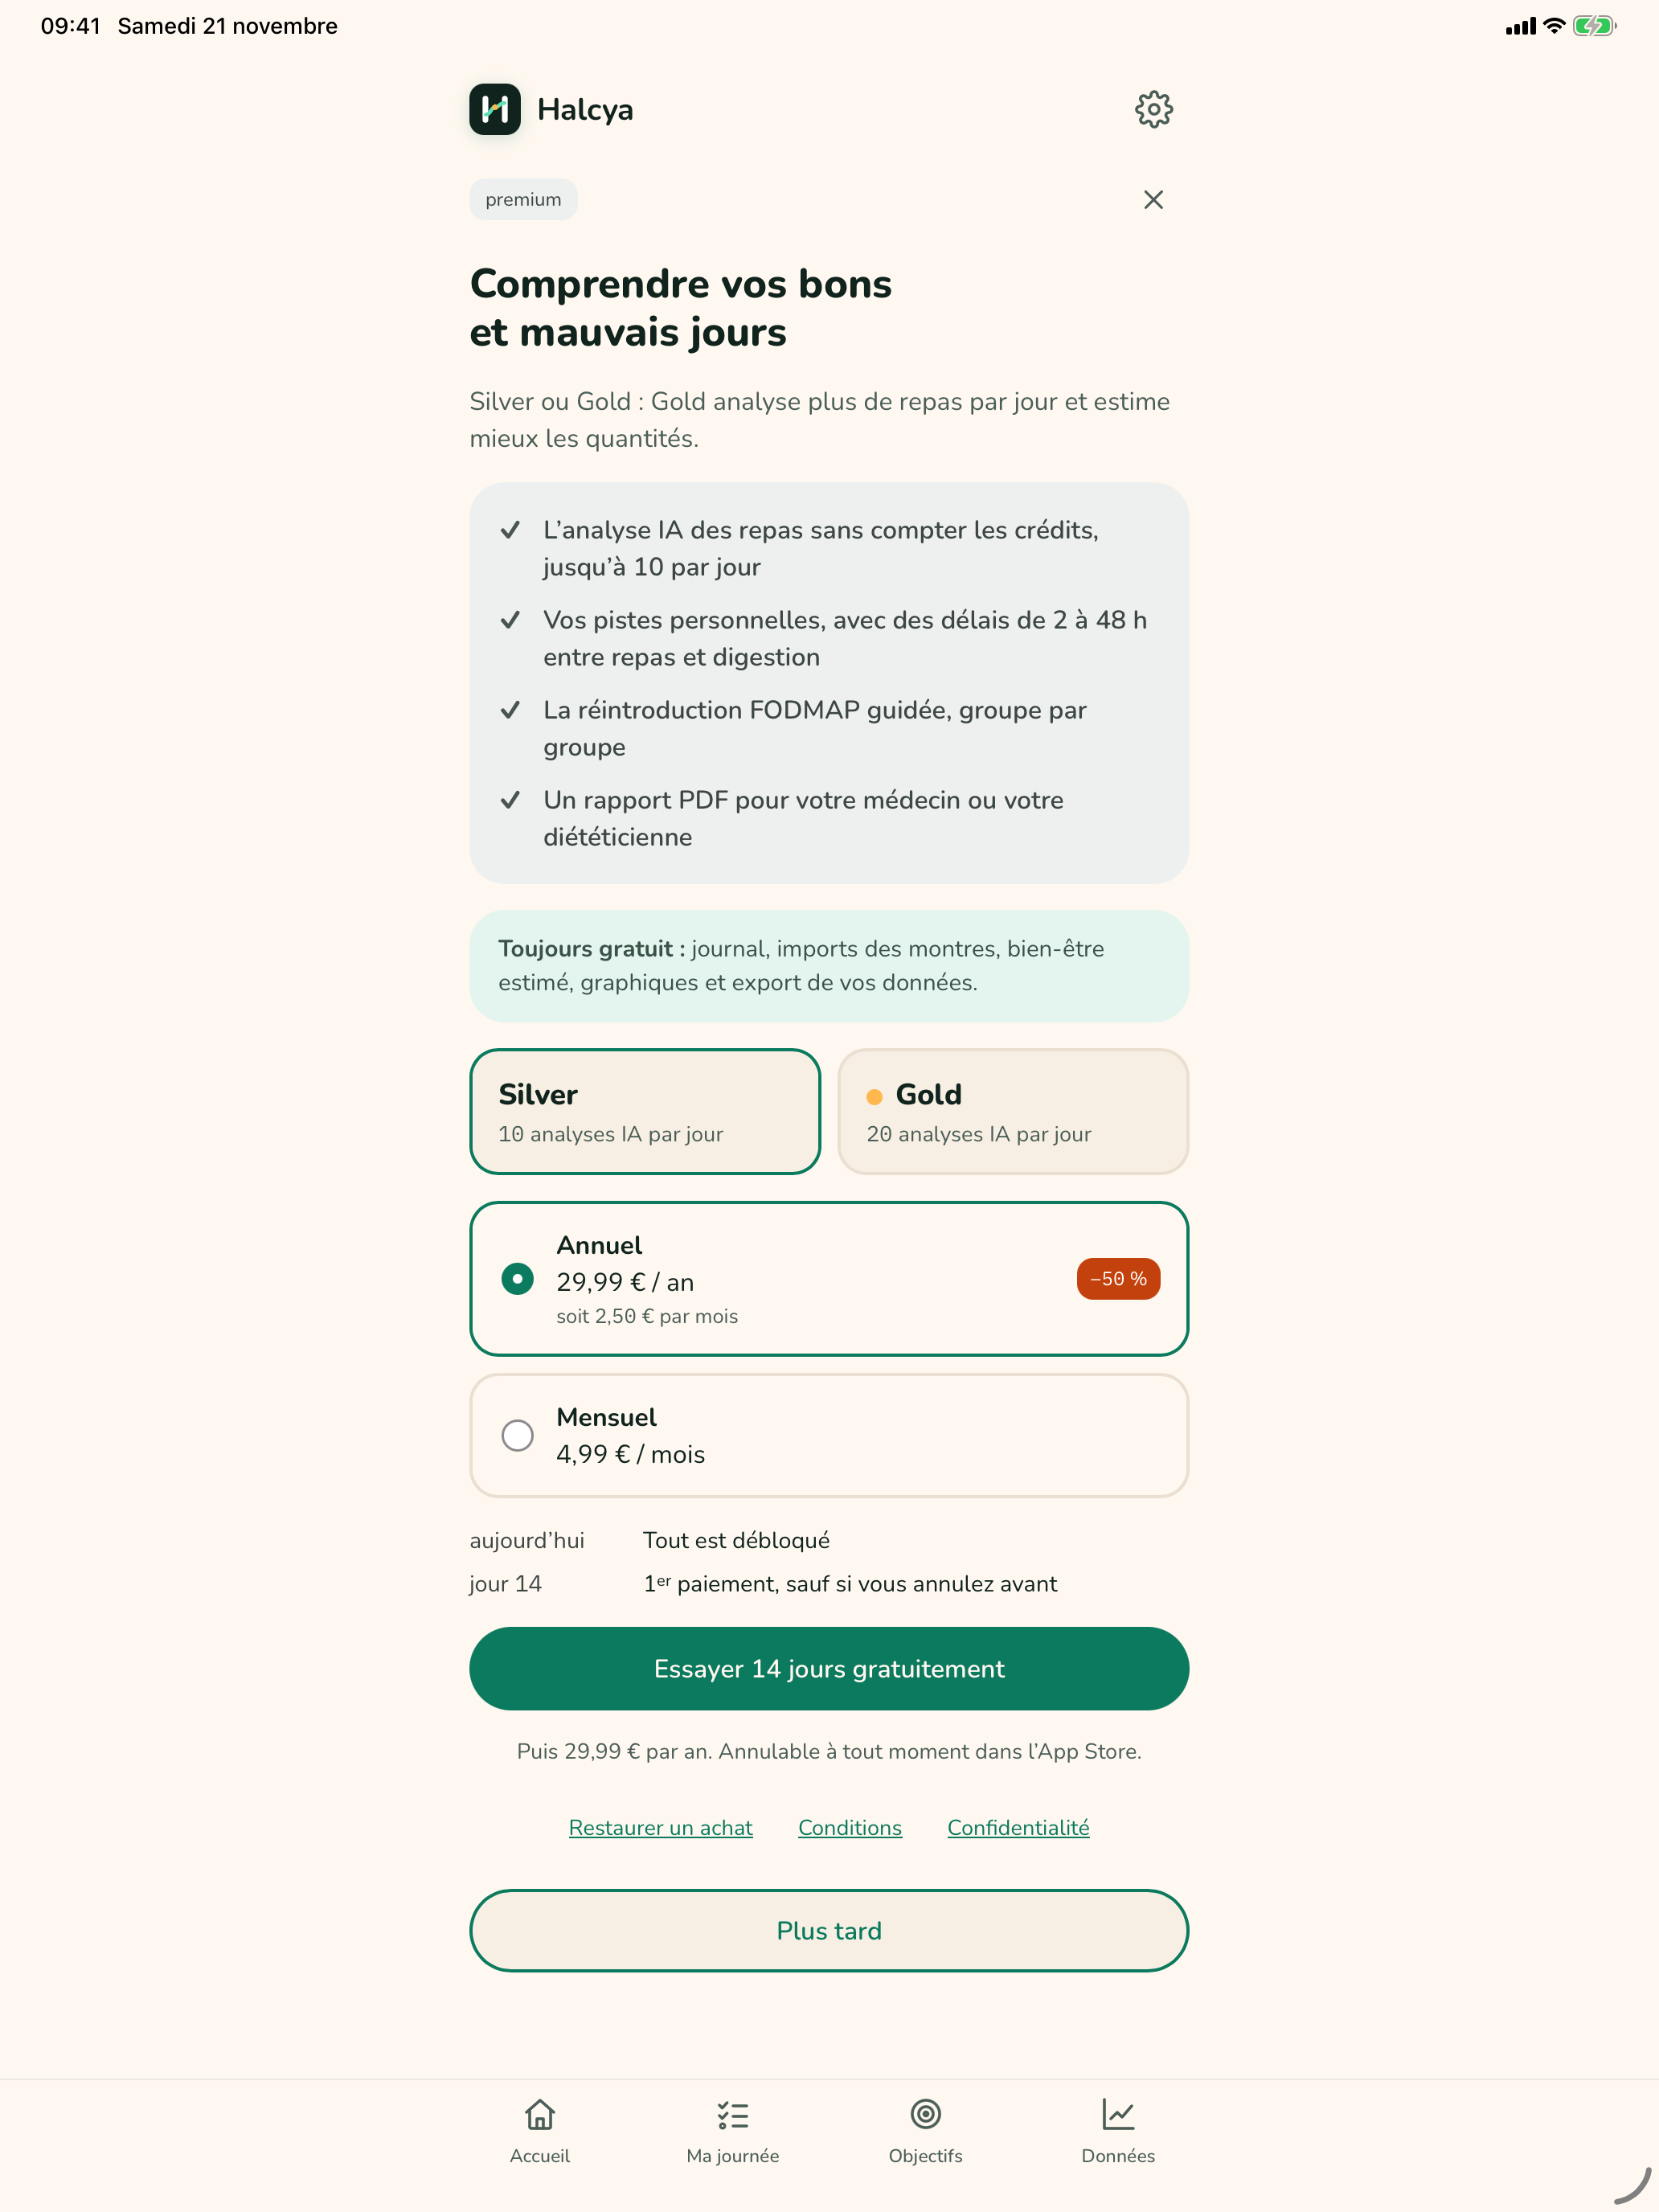 09:41 Samedi 21 novembre
Halcya
premium
Comprendre vos bons
et mauvais jours
Silver ou Gold : Gold analyse plus de repas par jour et estime
mieux les quantités.
L’analyse IA des repas sans compter les crédits,
jusqu’à 10 par jour
Vos pistes personnelles, avec des délais de 2 à 48 h
entre repas et digestion
La réintroduction FODMAP guidée, groupe par
groupe
Un rapport PDF pour votre médecin ou votre
diététicienne
Toujours gratuit : journal, imports des montres, bien-être
estimé, graphiques et export de vos données.
Silver
10 analyses IA par jour
Gold
20 analyses IA par jour
Annuel
29,99 € / an
soit 2,50 € par mois
−50 %
Mensuel
4,99 € / mois
aujourd’hui Tout est débloqué
jour 14 1er paiement, sauf si vous annulez avant
Essayer 14 jours gratuitement
Puis 29,99 € par an. Annulable à tout moment dans l’App Store.
Restaurer un achat Conditions Confidentialité
Plus tard
Accueil Ma journée Objectifs Données